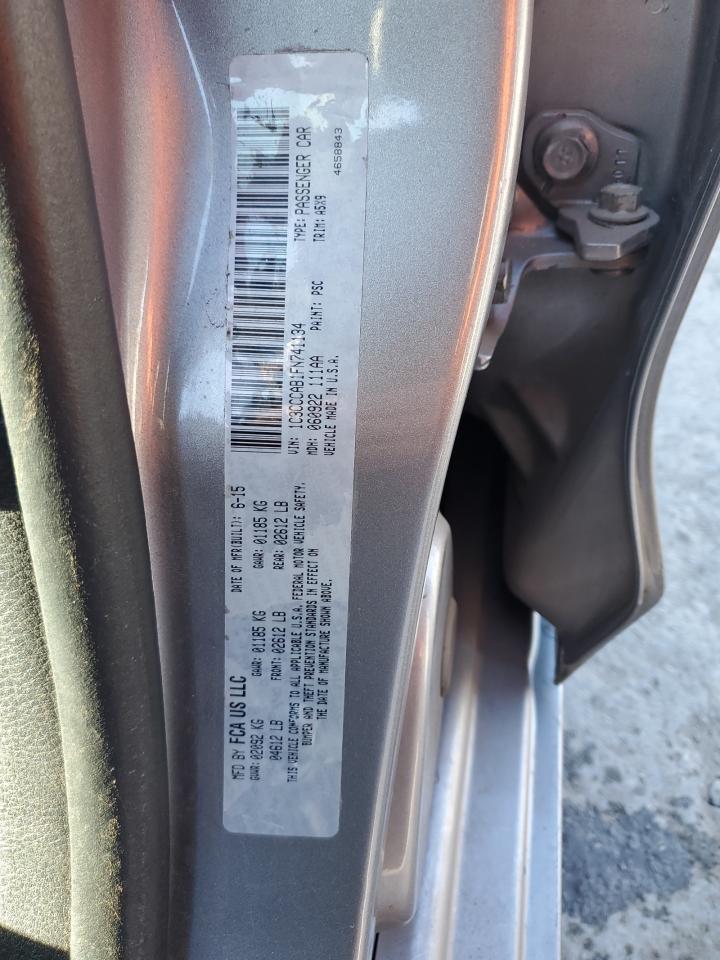 MFD BY FCA US LLC DATE OF MFR(BUILT): 6-15
GVWR: 02092 KG GAWR: 01185 KG GAWR: 01185 KG
04612 LB FRONT: 02612 LB REAR: 02612 LB
THIS VEHICLE CONFORMS TO ALL APPLICABLE U.S.A. FEDERAL MOTOR VEHICLE SAFETY,
BUMPER AND THEFT PREVENTION STANDARDS IN EFFECT ON
THE DATE OF MANUFACTURE SHOWN ABOVE.
VIN: 1C3CCCAB1FN741134 TYPE: PASSENGER CAR
MDH: 060922 111AA PAINT: PSC TRIM: A5X9
VEHICLE MADE IN U.S.A. 4658843